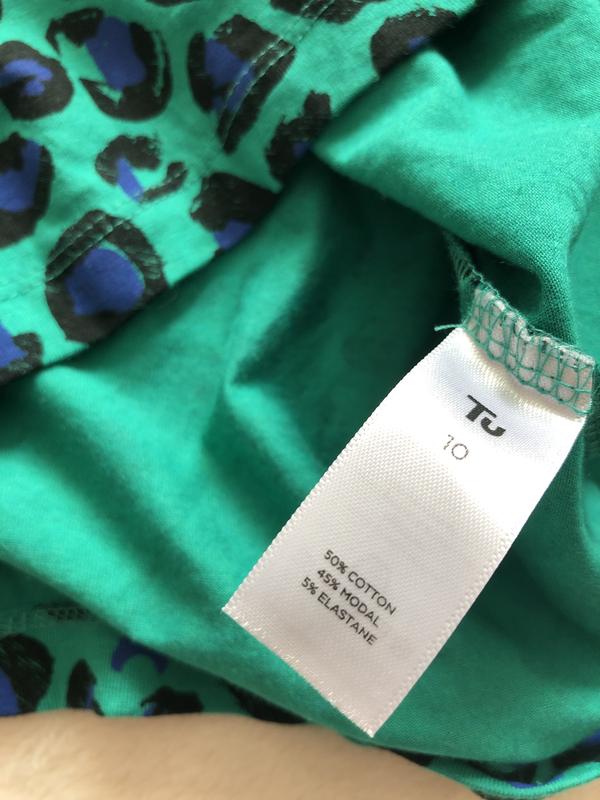 Tu
10
50% COTTON
45% MODAL
5% ELASTANE